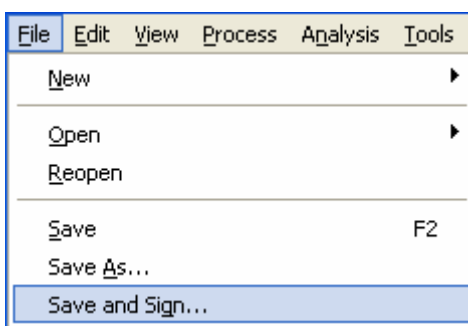 File Edit View Process Analysis Tools
New
Open
Reopen
Save F2
Save As...
Save and Sign...